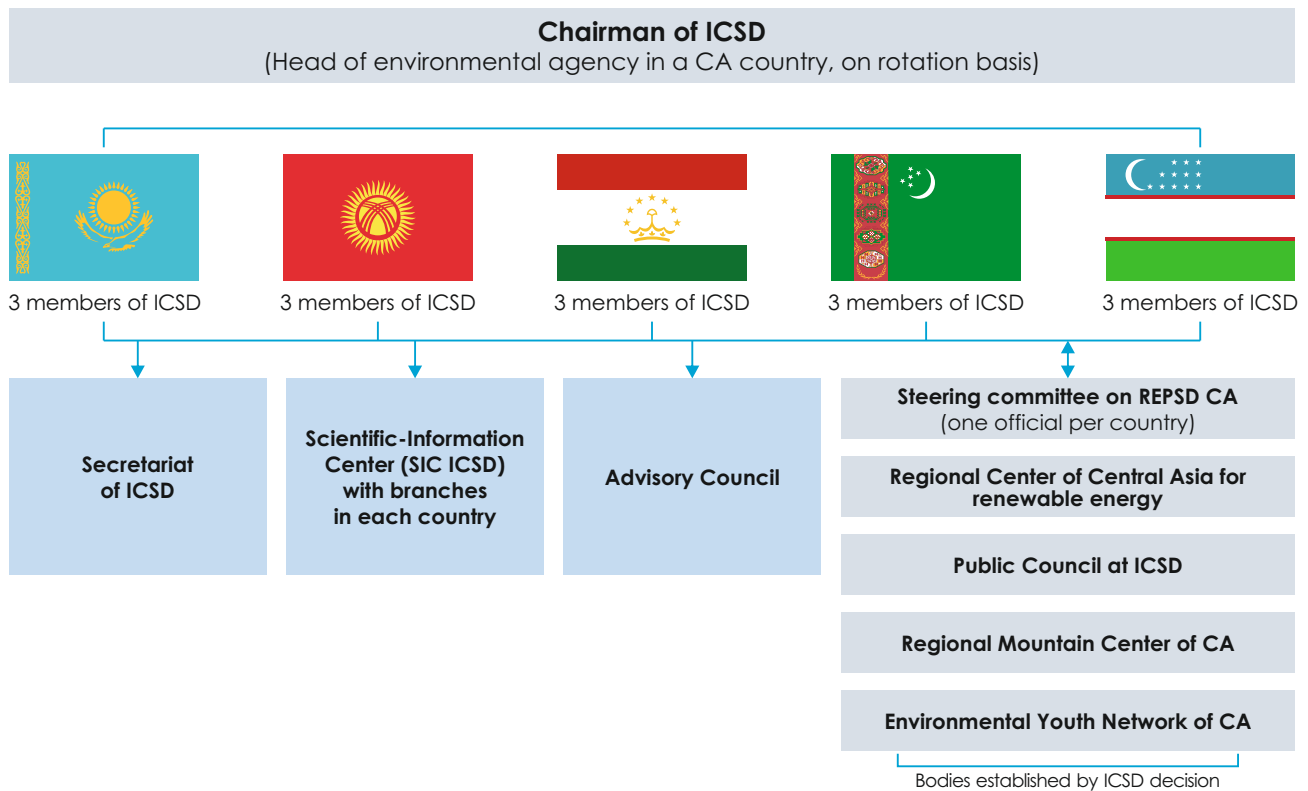 Chairman of ICSD
(Head of environmental agency in a CA country, on rotation basis)
3 members of ICSD
3 members of ICSD
3 members of ICSD
3 members of ICSD
3 members of ICSD
Secretariat
of ICSD
Scientific-Information
Center (SIC ICSD)
with branches
in each country
Advisory Council
Steering committee on REPSD CA
(one official per country)
Regional Center of Central Asia for
renewable energy
Public Council at ICSD
Regional Mountain Center of CA
Environmental Youth Network of CA
Bodies established by ICSD decision